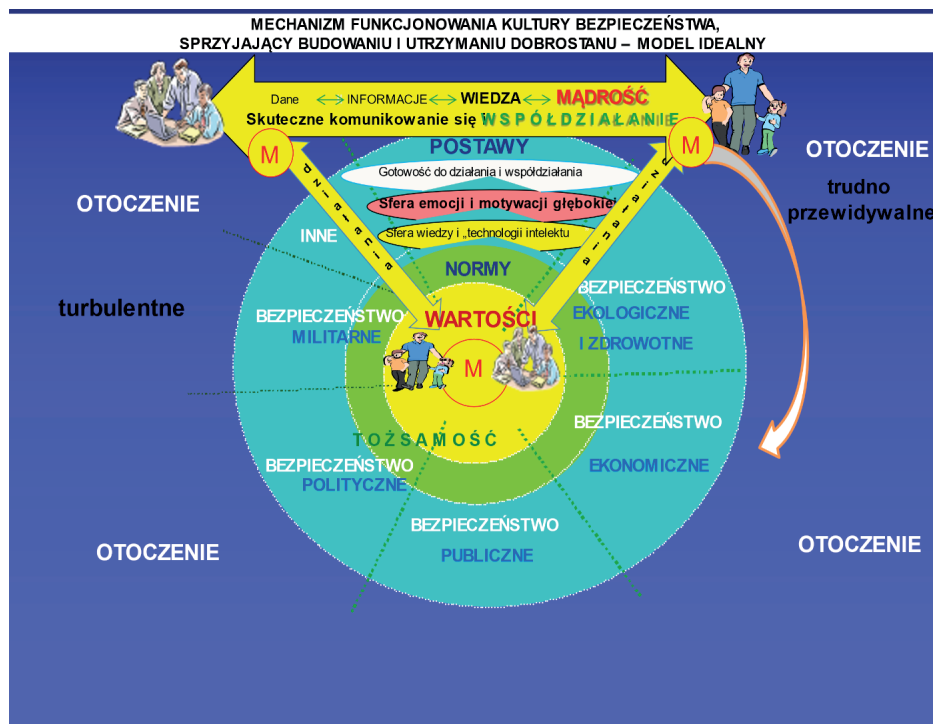 MECHANIZM FUNKCJONOWANIA KULTURY BEZPIECZEŃSTWA,
SPRZYJAJĄCY BUDOWANIU I UTRZYMANIU DOBROSTANU – MODEL IDEALNY
Dane INFORMACJE WIEDZA MĄDROŚĆ
Skuteczne komunikowanie się i WSPÓŁDZIAŁANIE
M
M
POSTAWY
OTOCZENIE
Gotowość do działania i współdziałania
trudno
przewidywalne
OTOCZENIE
Sfera emocji i motywacji głębokiej
działania
działania
INNE
Sfera wiedzy i „technologii intelektu
NORMY
turbulentne
BEZPIECZEŃSTWO
MILITARNE
WARTOŚCI
BEZPIECZEŃSTWO
EKOLOGICZNE
I ZDROWOTNE
M
TOŻSAMOŚĆ
BEZPIECZEŃSTWO
EKONOMICZNE
BEZPIECZEŃSTWO
POLITYCZNE
BEZPIECZEŃSTWO
PUBLICZNE
OTOCZENIE
OTOCZENIE